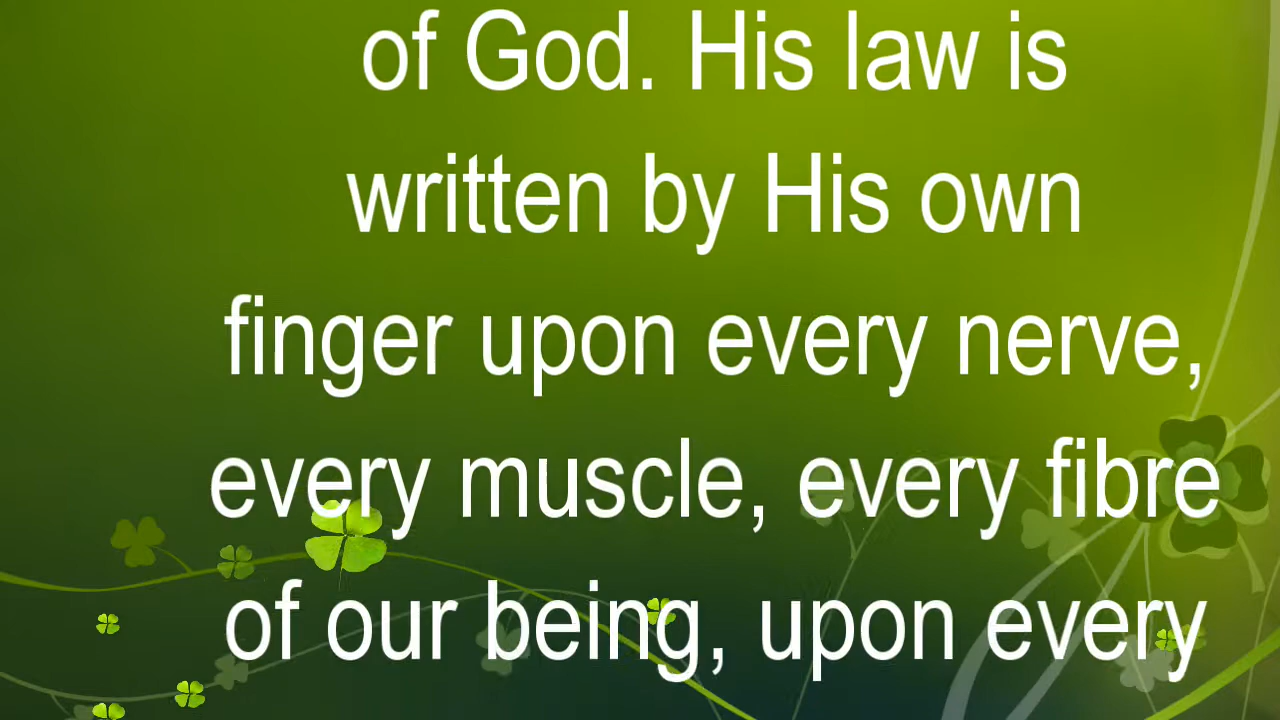 of God. His law is
written by His own
finger upon every nerve,
every muscle, every fibre
of our being, upon every